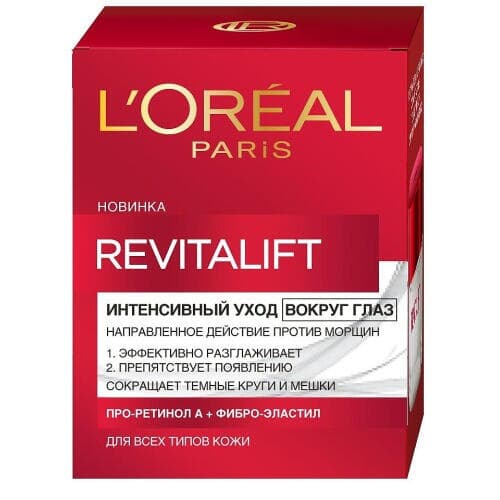 L'ORÉAL
PARIS
НОВИНКА
REVITALIFT
ИНТЕНСИВНЫЙ УХОД ВОКРУГ ГЛАЗ
НАПРАВЛЕННОЕ ДЕЙСТВИЕ ПРОТИВ МОРЩИН
1. ЭФФЕКТИВНО РАЗГЛАЖИВАЕТ
2. ПРЕПЯТСТВУЕТ ПОЯВЛЕНИЮ
СОКРАЩАЕТ ТЕМНЫЕ КРУГИ И МЕШКИ
ПРО-РЕТИНОЛ А + ФИБРО-ЭЛАСТИЛ
ДЛЯ ВСЕХ ТИПОВ КОЖИ